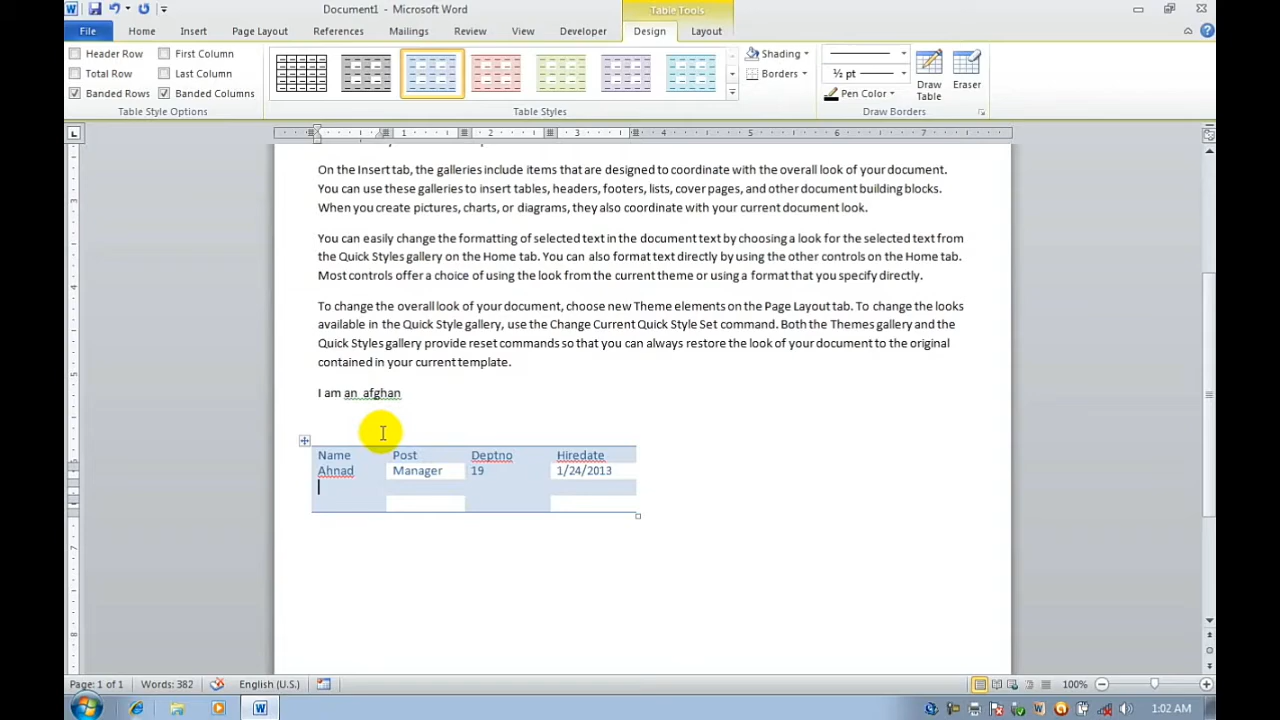 Document1 - Microsoft Word
Table Tools
File Home Insert Page Layout References Mailings Review View Developer Design Layout
Header Row First Column
Total Row Last Column
Banded Rows Banded Columns
Table Style Options
Table Styles
Shading
Borders
½ pt
Pen Color
Draw Table
Eraser
Draw Borders
1 2 3 4 5 6 7
On the Insert tab, the galleries include items that are designed to coordinate with the overall look of your document.
You can use these galleries to insert tables, headers, footers, lists, cover pages, and other document building blocks.
When you create pictures, charts, or diagrams, they also coordinate with your current document look.
You can easily change the formatting of selected text in the document text by choosing a look for the selected text from
the Quick Styles gallery on the Home tab. You can also format text directly by using the other controls on the Home tab.
Most controls offer a choice of using the look from the current theme or using a format that you specify directly.
To change the overall look of your document, choose new Theme elements on the Page Layout tab. To change the looks
available in the Quick Style gallery, use the Change Current Quick Style Set command. Both the Themes gallery and the
Quick Styles gallery provide reset commands so that you can always restore the look of your document to the original
contained in your current template.
I am an afghan
Name Post Deptno Hiredate
Ahnad Manager 19 1/24/2013
Page: 1 of 1 Words: 382 English (U.S.) 100%
1:02 AM